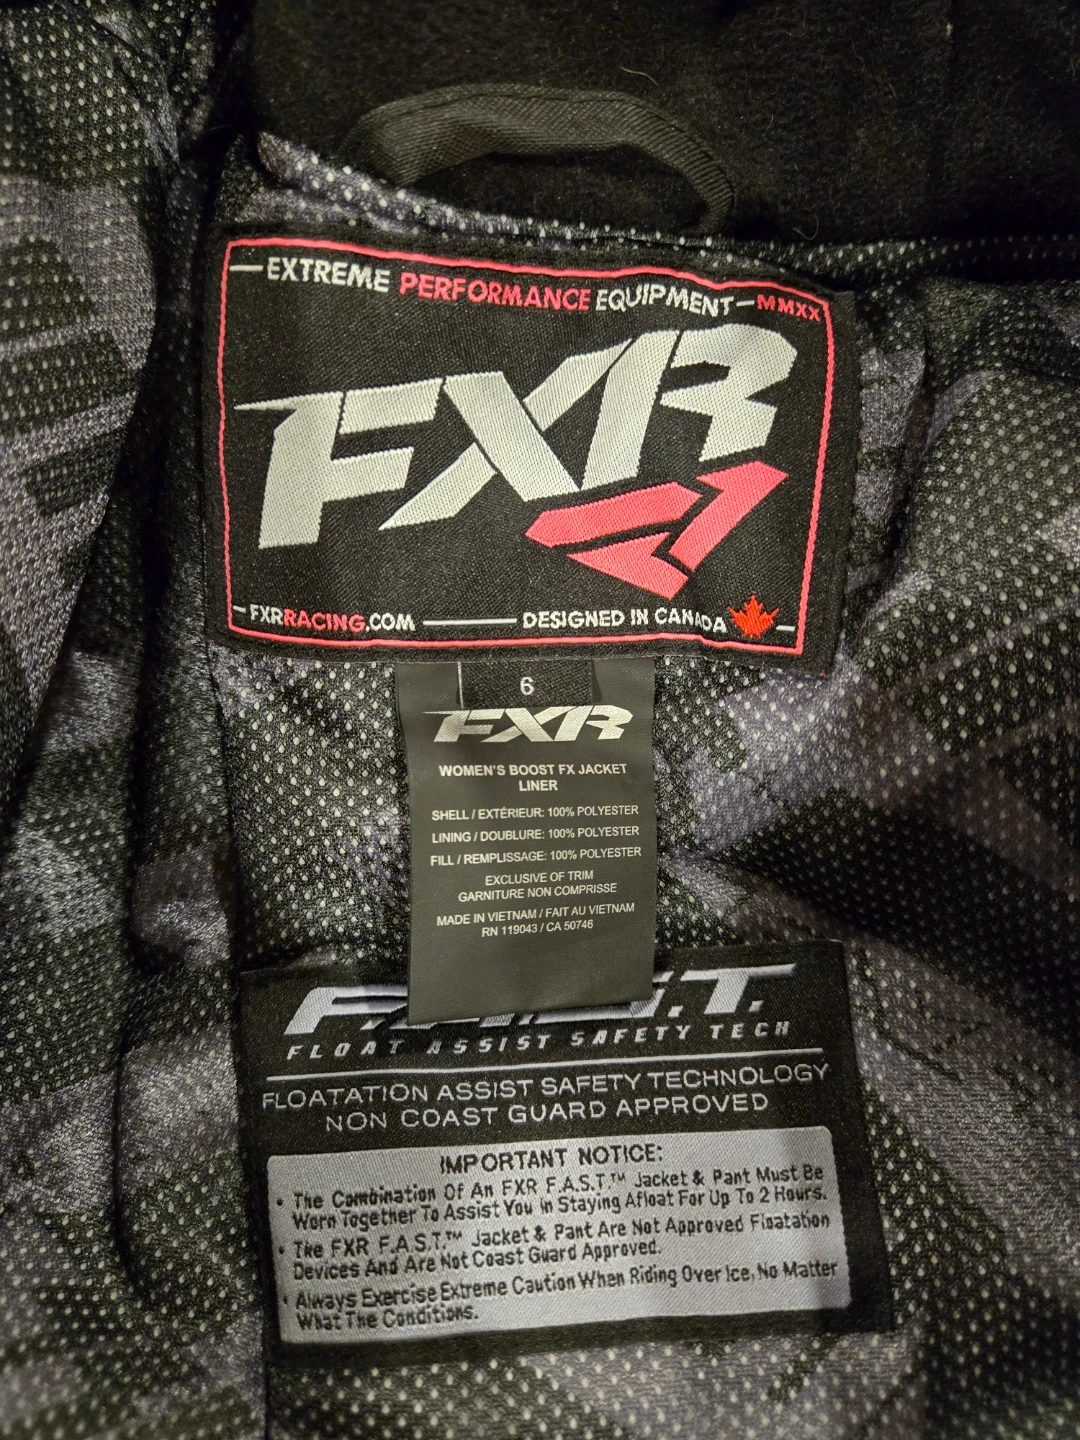 —EXTREME PERFORMANCE EQUIPMENT—MMXX
FXR
—FXRRACING.COM —— DESIGNED IN CANADA —
6
FXR
WOMEN'S BOOST FX JACKET
LINER
SHELL / EXTÉRIEUR: 100% POLYESTER
LINING / DOUBLURE: 100% POLYESTER
FILL / REMPLISSAGE: 100% POLYESTER
EXCLUSIVE OF TRIM
GARNITURE NON COMPRISSE
MADE IN VIETNAM / FAIT AU VIETNAM
RN 119043 / CA 50746
F.A.S.T.
FLOAT ASSIST SAFETY TECH
FLOATATION ASSIST SAFETY TECHNOLOGY
NON COAST GUARD APPROVED
IMPORTANT NOTICE:
• The Combination Of An FXR F.A.S.T.™ Jacket & Pant Must Be
Worn Together To Assist You In Staying Afloat For Up To 2 Hours.
• The FXR F.A.S.T.™ Jacket & Pant Are Not Approved Floatation
Devices And Are Not Coast Guard Approved.
• Always Exercise Extreme Caution When Riding Over Ice, No Matter
What The Conditions.